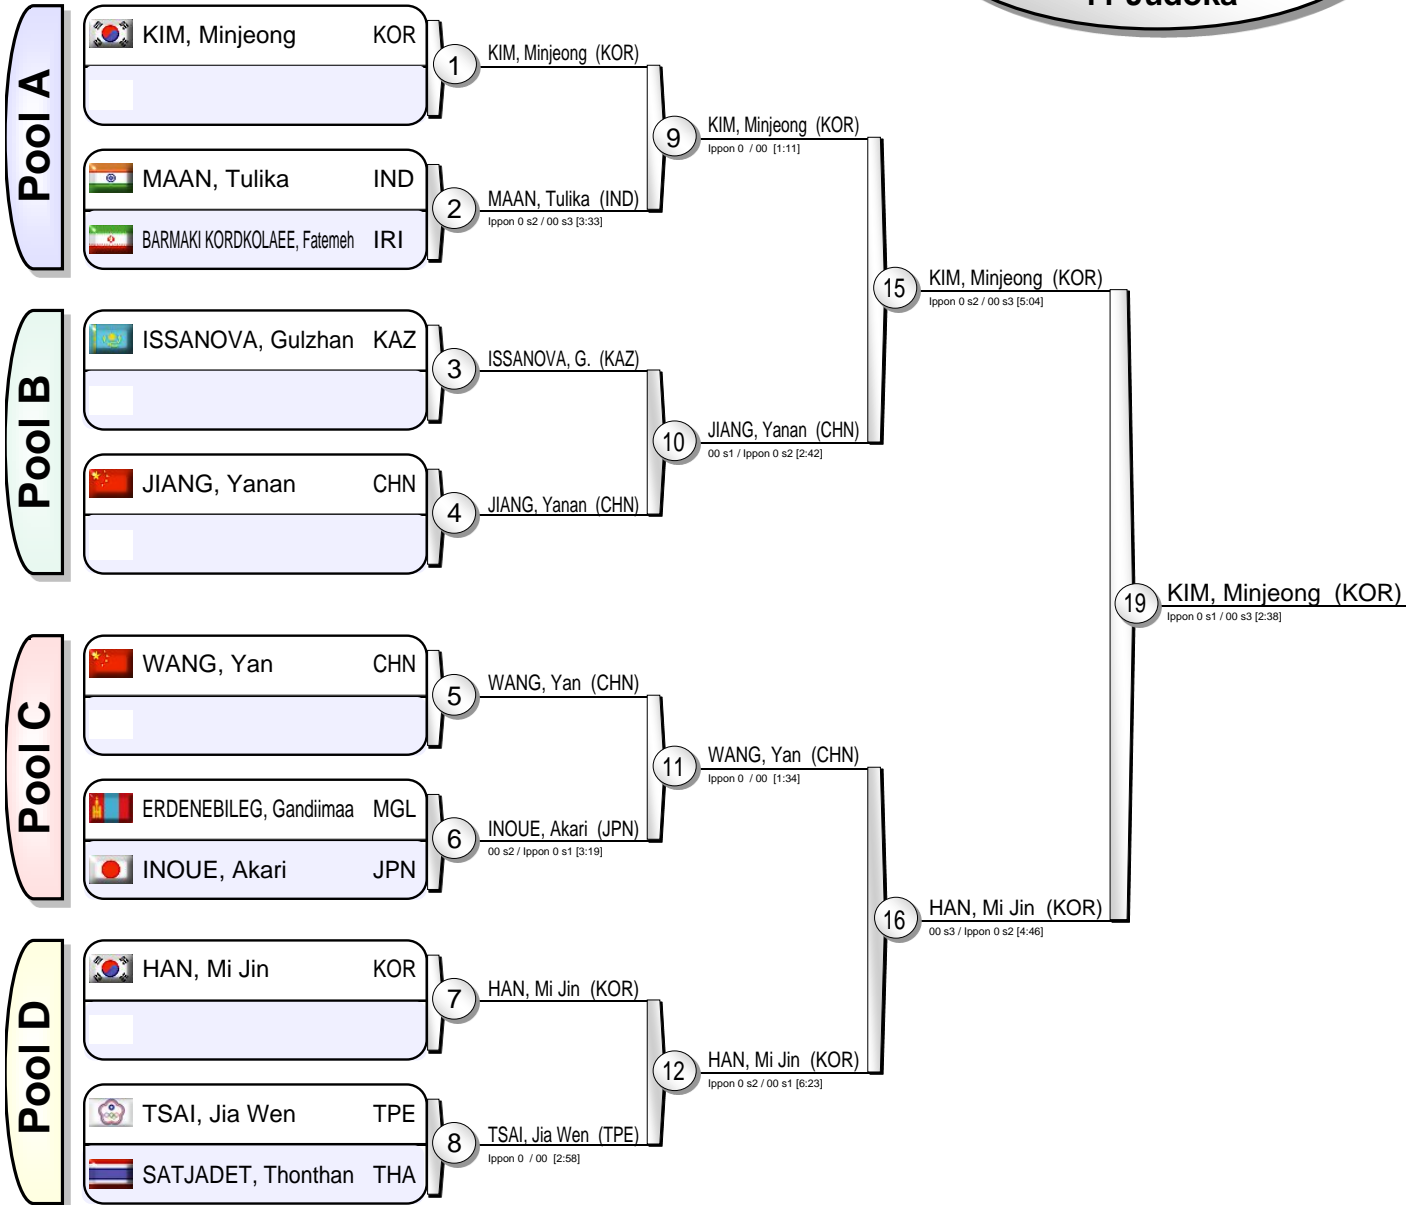 11 Judoka
Pool A
KIM, Minjeong KOR
MAAN, Tulika IND
BARMAKI KORDKOLAEE, Fatemeh IRI
1
KIM, Minjeong (KOR)
2
MAAN, Tulika (IND)
Ippon 0 s2 / 00 s3 [3:33]
9
KIM, Minjeong (KOR)
Ippon 0 / 00 [1:11]
Pool B
ISSANOVA, Gulzhan KAZ
JIANG, Yanan CHN
3
ISSANOVA, G. (KAZ)
4
JIANG, Yanan (CHN)
10
JIANG, Yanan (CHN)
00 s1 / Ippon 0 s2 [2:42]
15
KIM, Minjeong (KOR)
Ippon 0 s2 / 00 s3 [5:04]
Pool C
WANG, Yan CHN
ERDENEBILEG, Gandiimaa MGL
INOUE, Akari JPN
5
WANG, Yan (CHN)
6
INOUE, Akari (JPN)
00 s2 / Ippon 0 s1 [3:19]
11
WANG, Yan (CHN)
Ippon 0 / 00 [1:34]
Pool D
HAN, Mi Jin KOR
TSAI, Jia Wen TPE
SATJADET, Thonthan THA
7
HAN, Mi Jin (KOR)
8
TSAI, Jia Wen (TPE)
Ippon 0 / 00 [2:58]
12
HAN, Mi Jin (KOR)
Ippon 0 s2 / 00 s1 [6:23]
16
HAN, Mi Jin (KOR)
00 s3 / Ippon 0 s2 [4:46]
19
KIM, Minjeong (KOR)
Ippon 0 s1 / 00 s3 [2:38]